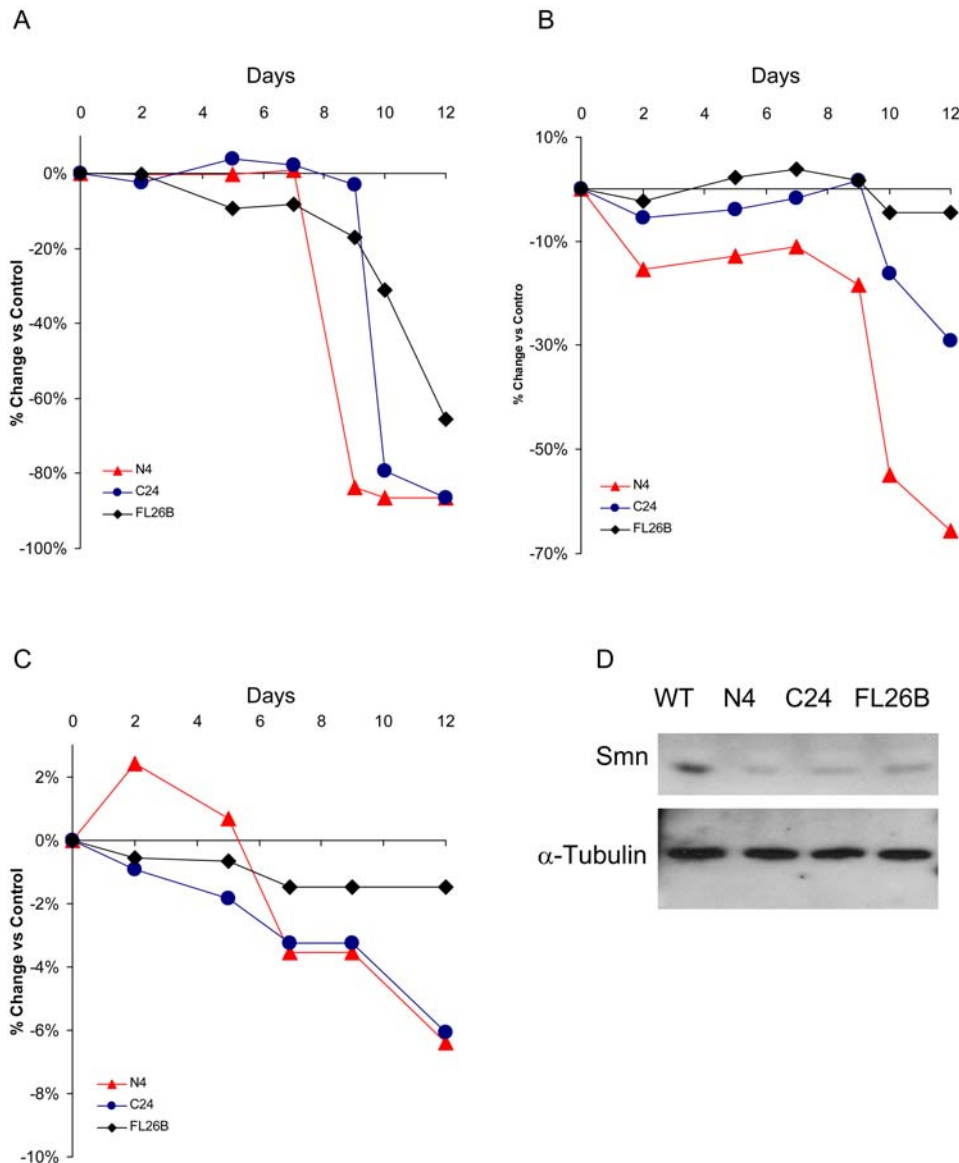 A
Days
0 2 4 6 8 10 12
0%
-20%
-40%
-60%
-80%
-100%
% Change vs Control
N4
C24
FL26B
B
Days
0 2 4 6 8 10 12
10%
-10%
-30%
-50%
-70%
% Change vs Contro
N4
C24
FL26B
C
Days
0 2 4 6 8 10 12
2%
0%
-2%
-4%
-6%
-8%
-10%
% Change vs Control
N4
C24
FL26B
D
WT N4 C24 FL26B
Smn
α-Tubulin